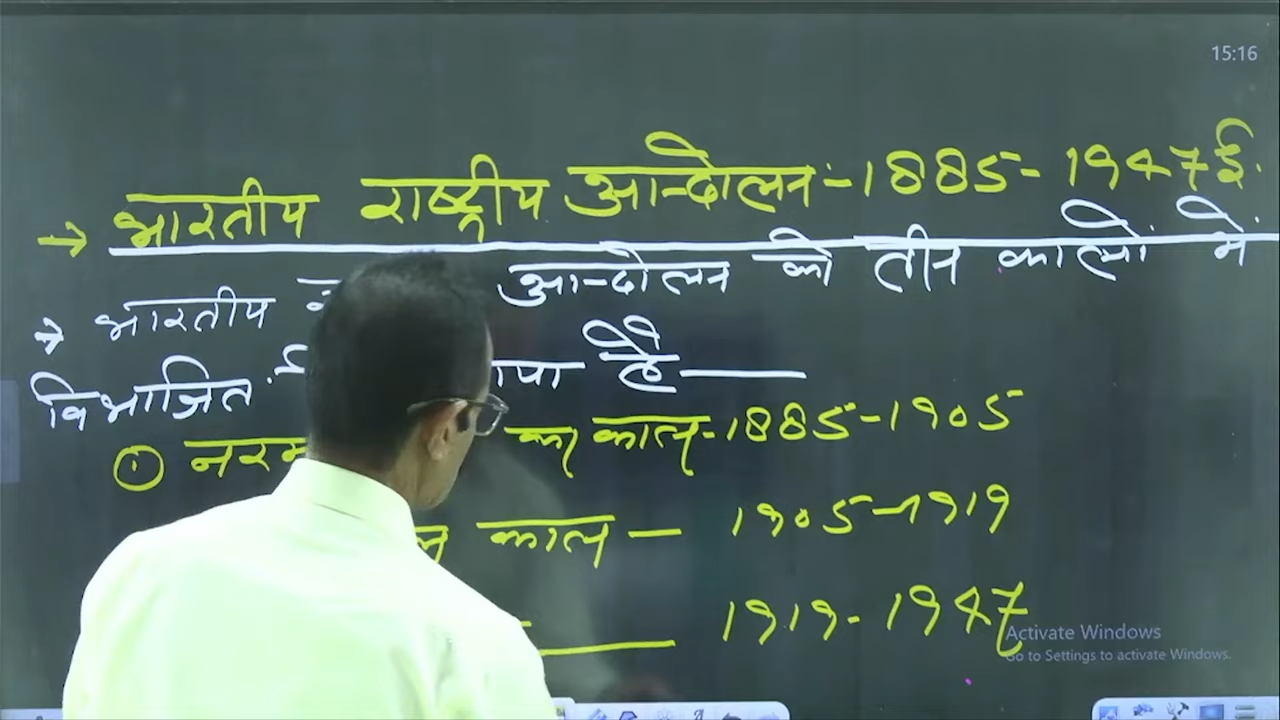 15:16
→ भारतीय राष्ट्रीय आन्दोलन:-1885-1947ई.
→ भारतीय आन्दोलन को तीन कालों में
विभाजित है—
① नरम का काल-1885-1905
काल - 1905-1919
1919-1947
Activate Windows
Go to Settings to activate Windows.